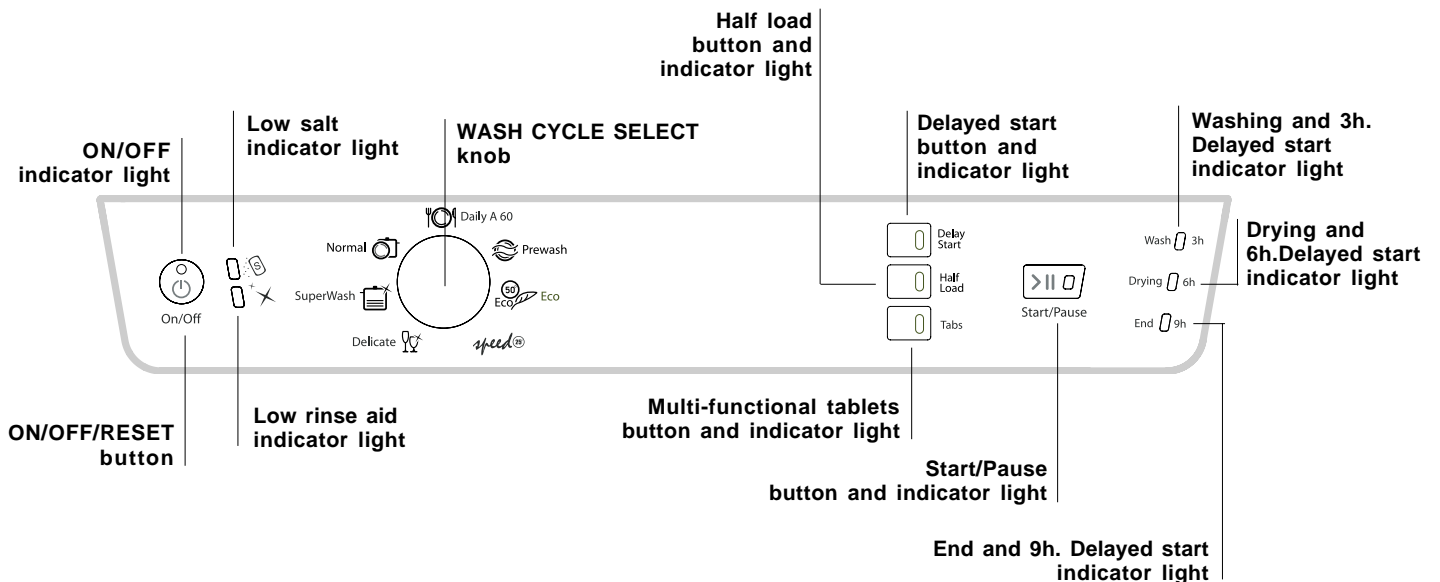 Half load
button and
indicator light
ON/OFF
indicator light
Low salt
indicator light
WASH CYCLE SELECT
knob
Delayed start
button and
indicator light
Washing and 3h.
Delayed start
indicator light
Drying and
6h.Delayed start
indicator light
On/Off
S
Daily A 60
Normal
Prewash
SuperWash
50
Eco
Eco
Delicate
speed 28
Delay
Start
Half
Load
Tabs
Start/Pause
Wash 3h
Drying 6h
End 9h
ON/OFF/RESET
button
Low rinse aid
indicator light
Multi-functional tablets
button and indicator light
Start/Pause
button and indicator light
End and 9h. Delayed start
indicator light